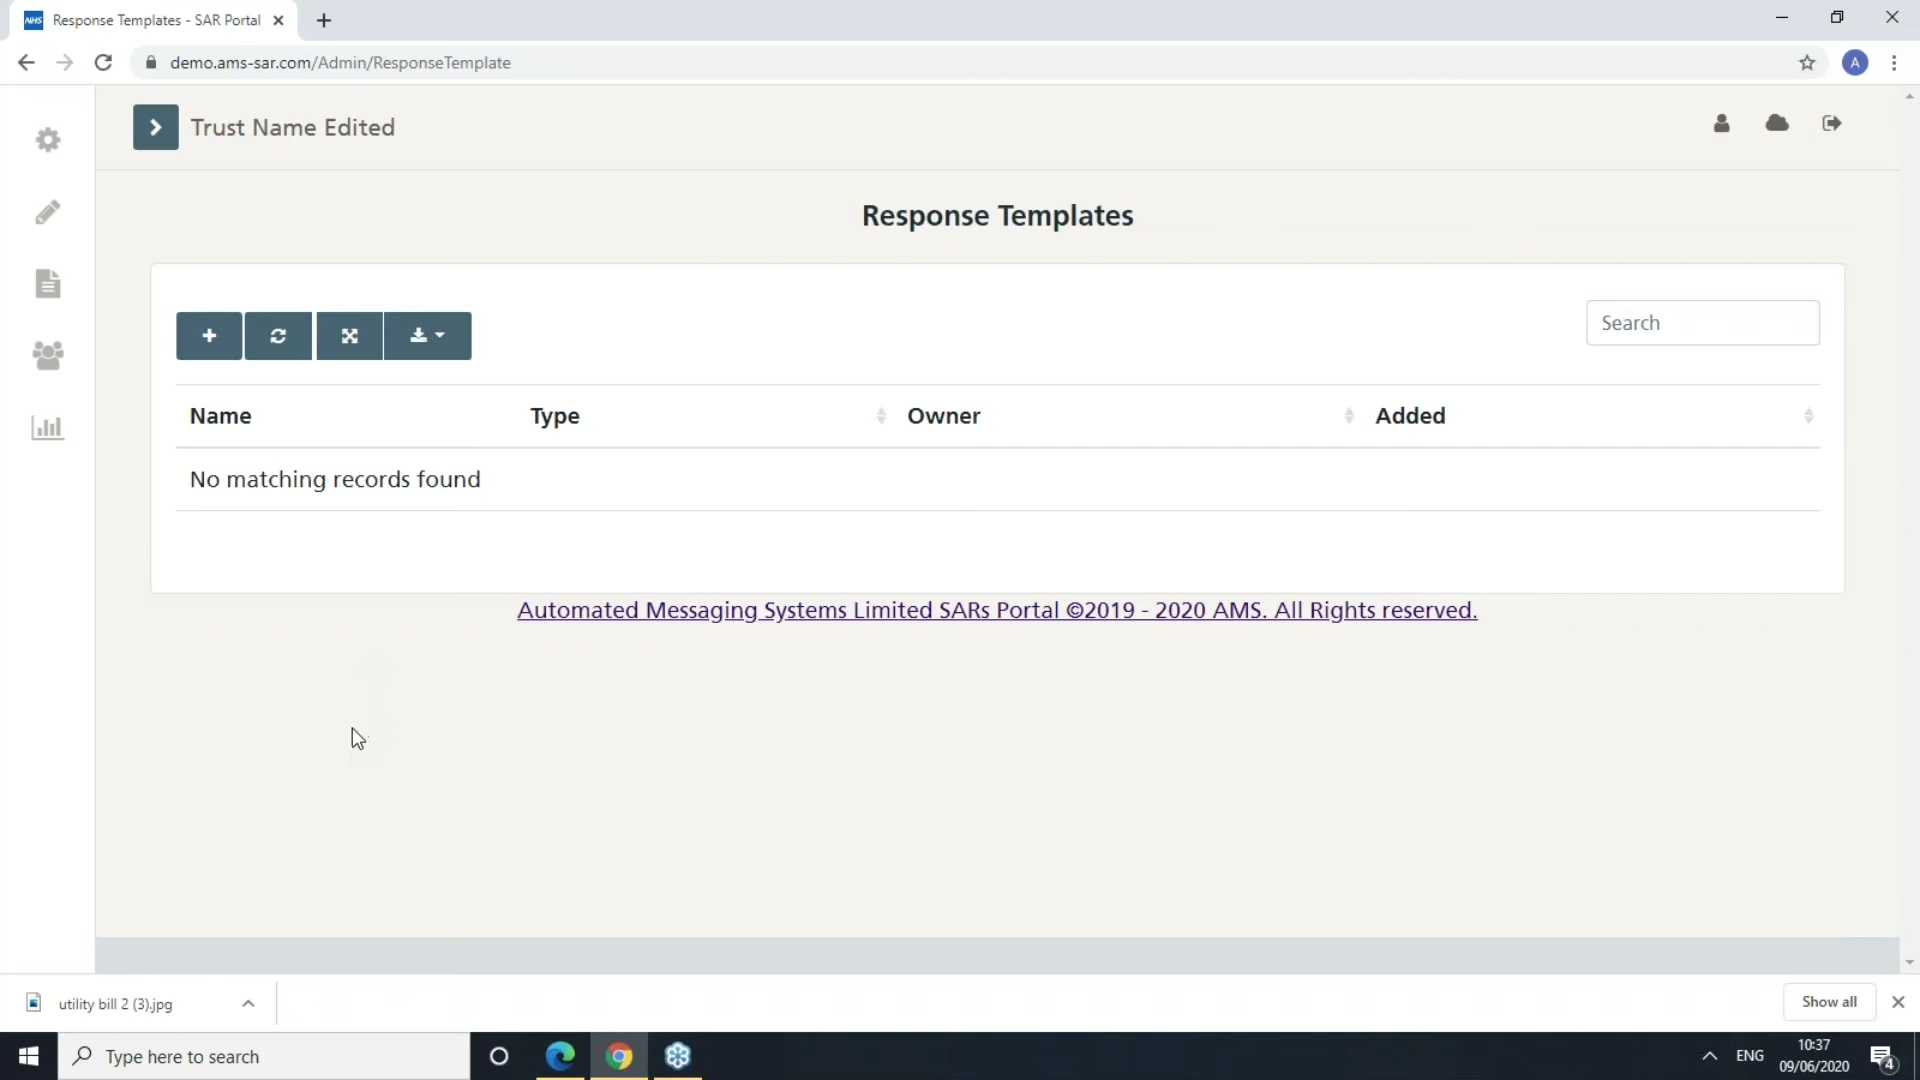 NHS Response Templates - SAR Portal
demo.ams-sar.com/Admin/ResponseTemplate
A
Trust Name Edited
Response Templates
Search
Name Type Owner Added
No matching records found
Automated Messaging Systems Limited SARs Portal ©2019 - 2020 AMS. All Rights reserved.
utility bill 2 (3).jpg
Show all
Type here to search
ENG
10:37
09/06/2020
4